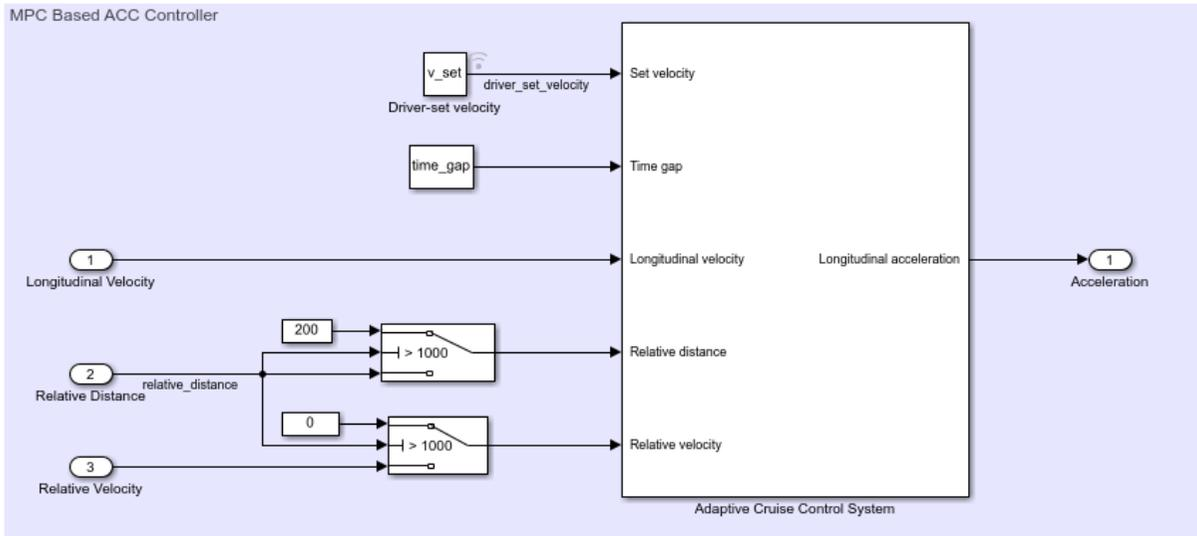 MPC Based ACC Controller
v_set
driver_set_velocity
Driver-set velocity
Set velocity
time_gap
Time gap
1
Longitudinal Velocity
Longitudinal velocity
Longitudinal acceleration
1
Acceleration
200
> 1000
Relative distance
2
relative_distance
Relative Distance
0
> 1000
Relative velocity
3
Relative Velocity
Adaptive Cruise Control System